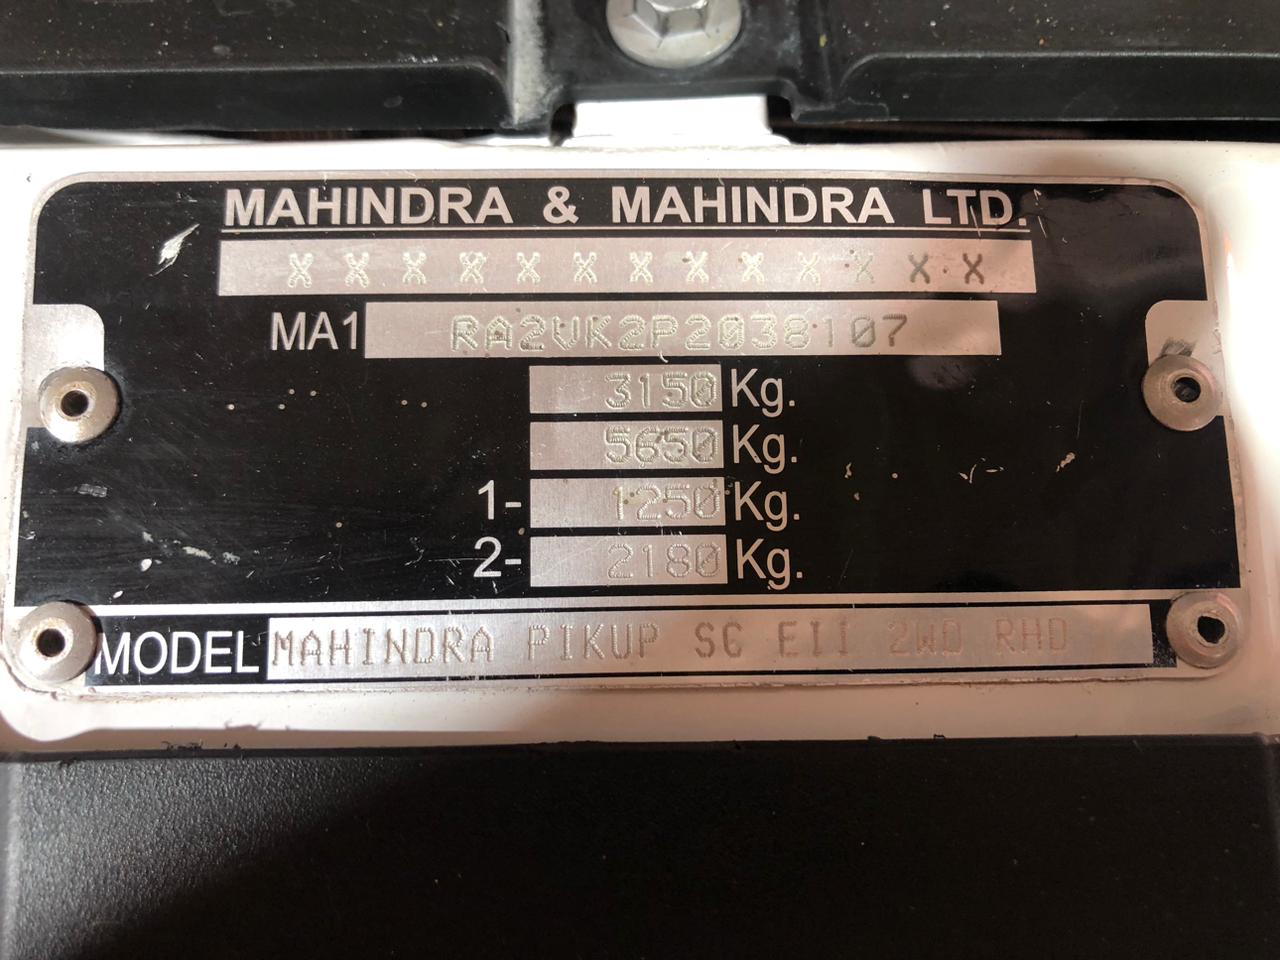 MAHINDRA & MAHINDRA LTD.
X X X X X X X X X X X X X
MA1 RA2VK2P2038107
3150 Kg.
5650 Kg.
1- 1250 Kg.
2- 2180 Kg.
MODEL MAHINDRA PIKUP SC EII 2WD RHD